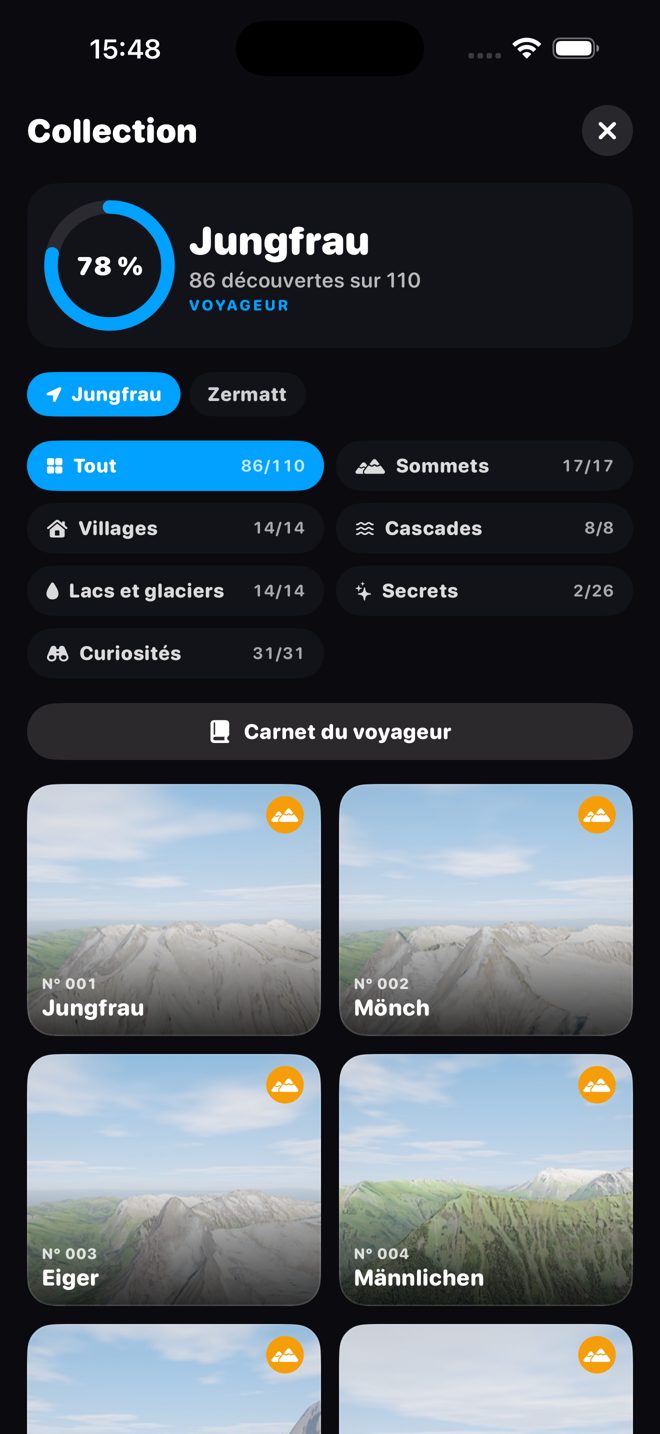 15:48
Collection
78 %
Jungfrau
86 découvertes sur 110
VOYAGEUR
Jungfrau
Zermatt
Tout 86/110
Sommets 17/17
Villages 14/14
Cascades 8/8
Lacs et glaciers 14/14
Secrets 2/26
Curiosités 31/31
Carnet du voyageur
N° 001
Jungfrau
N° 002
Mönch
N° 003
Eiger
N° 004
Männlichen